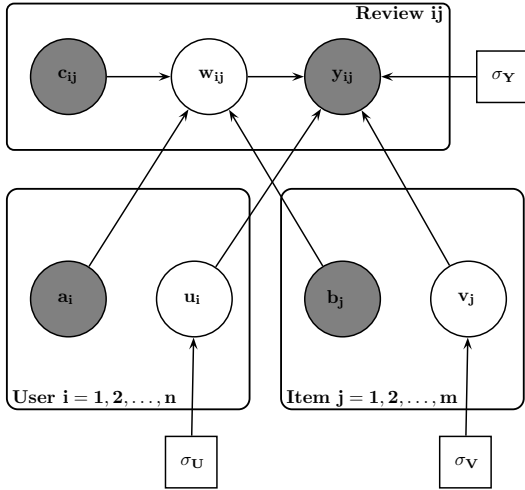 Review ij
c_ij w_ij y_ij σ_Y
a_i u_i b_j v_j
User i = 1, 2, . . . , n Item j = 1, 2, . . . , m
σ_U σ_V